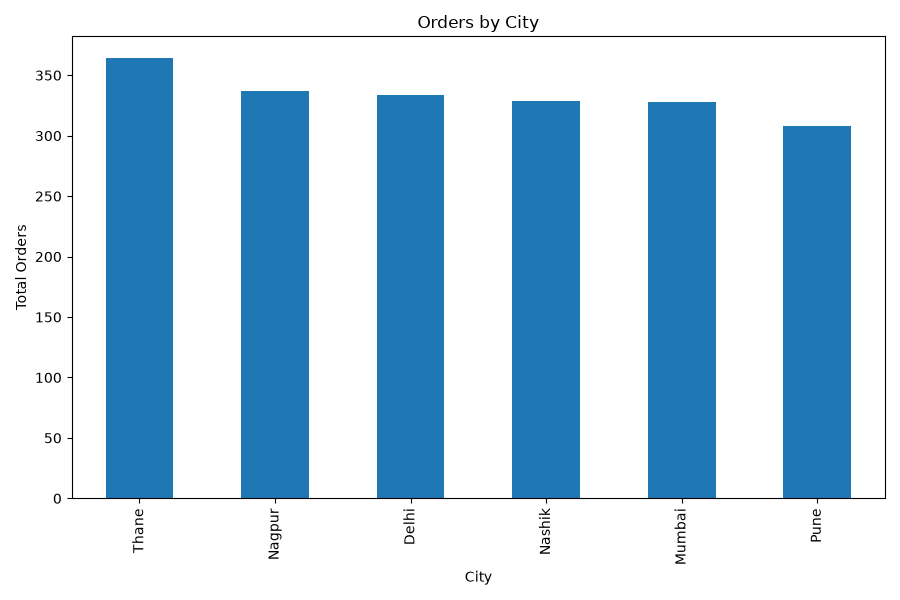 Orders by City
Total Orders
350
300
250
200
150
100
50
0
Thane
Nagpur
Delhi
Nashik
Mumbai
Pune
City